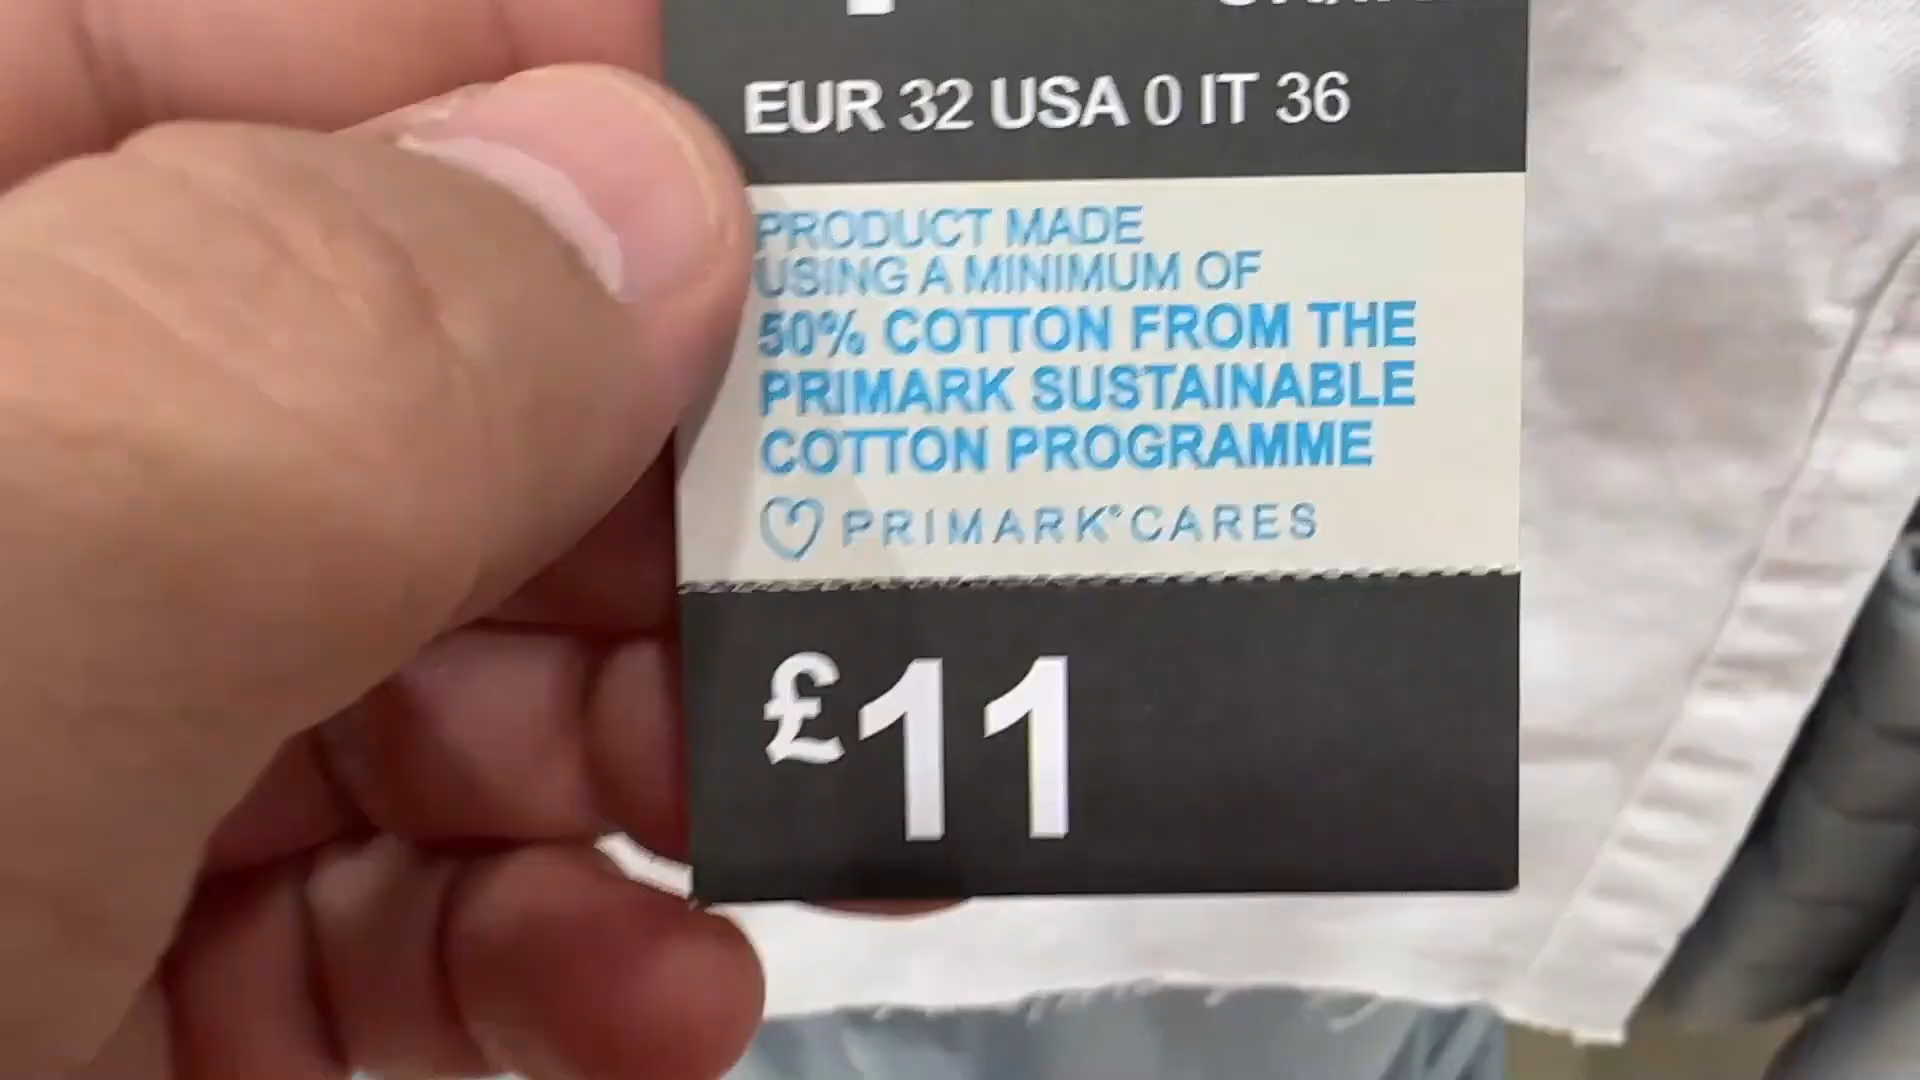 EUR 32 USA 0 IT 36
PRODUCT MADE
USING A MINIMUM OF
50% COTTON FROM THE
PRIMARK SUSTAINABLE
COTTON PROGRAMME
PRIMARK® CARES
£11